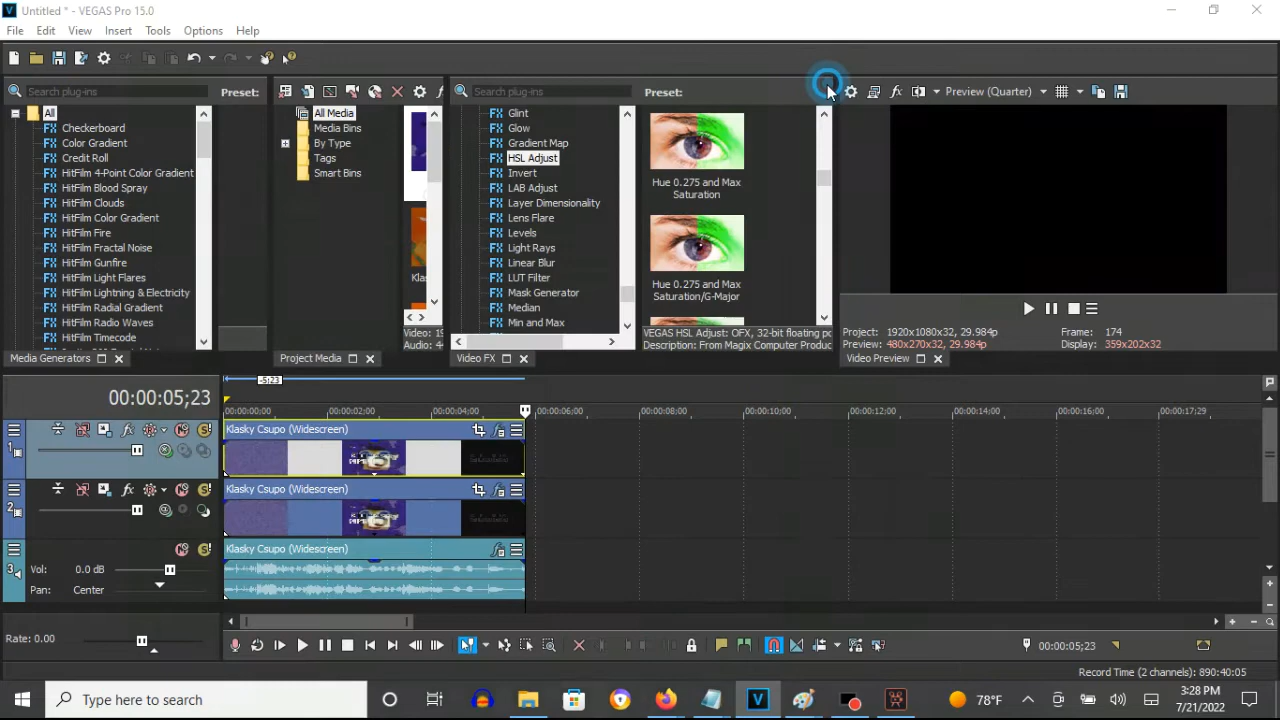 Untitled * - VEGAS Pro 15.0
File Edit View Insert Tools Options Help
Search plug-ins Preset: Search plug-ins Preset: Preview (Quarter)
All
Checkerboard
Color Gradient
Credit Roll
HitFilm 4-Point Color Gradient
HitFilm Blood Spray
HitFilm Clouds
HitFilm Color Gradient
HitFilm Fire
HitFilm Fractal Noise
HitFilm Gunfire
HitFilm Light Flares
HitFilm Lightning & Electricity
HitFilm Radial Gradient
HitFilm Radio Waves
HitFilm Timecode
Media Generators
All Media
Media Bins
By Type
Tags
Smart Bins
Klas
Video: 19
Audio: 44
Project Media
Glint
Glow
Gradient Map
HSL Adjust
Invert
LAB Adjust
Layer Dimensionality
Lens Flare
Levels
Light Rays
Linear Blur
LUT Filter
Mask Generator
Median
Min and Max
Hue 0.275 and Max
Saturation
Hue 0.275 and Max
Saturation/G-Major
VEGAS HSL Adjust: OFX, 32-bit floating po
Description: From Magix Computer Produc
Video FX
Project: 1920x1080x32, 29.984p
Preview: 480x270x32, 29.984p
Frame: 174
Display: 359x202x32
Video Preview
00:00:05;23
-5;23
00:00:00;00 00:00:02;00 00:00:04;00 00:00:06;00 00:00:08;00 00:00:10;00 00:00:12;00 00:00:14;00 00:00:16;00 00:00:17;29
1 Klasky Csupo (Widescreen)
2 Klasky Csupo (Widescreen)
3 Klasky Csupo (Widescreen)
Vol: 0.0 dB
Pan: Center
Rate: 0.00
00:00:05;23
Record Time (2 channels): 890:40:05
Type here to search
78°F
3:28 PM
7/21/2022